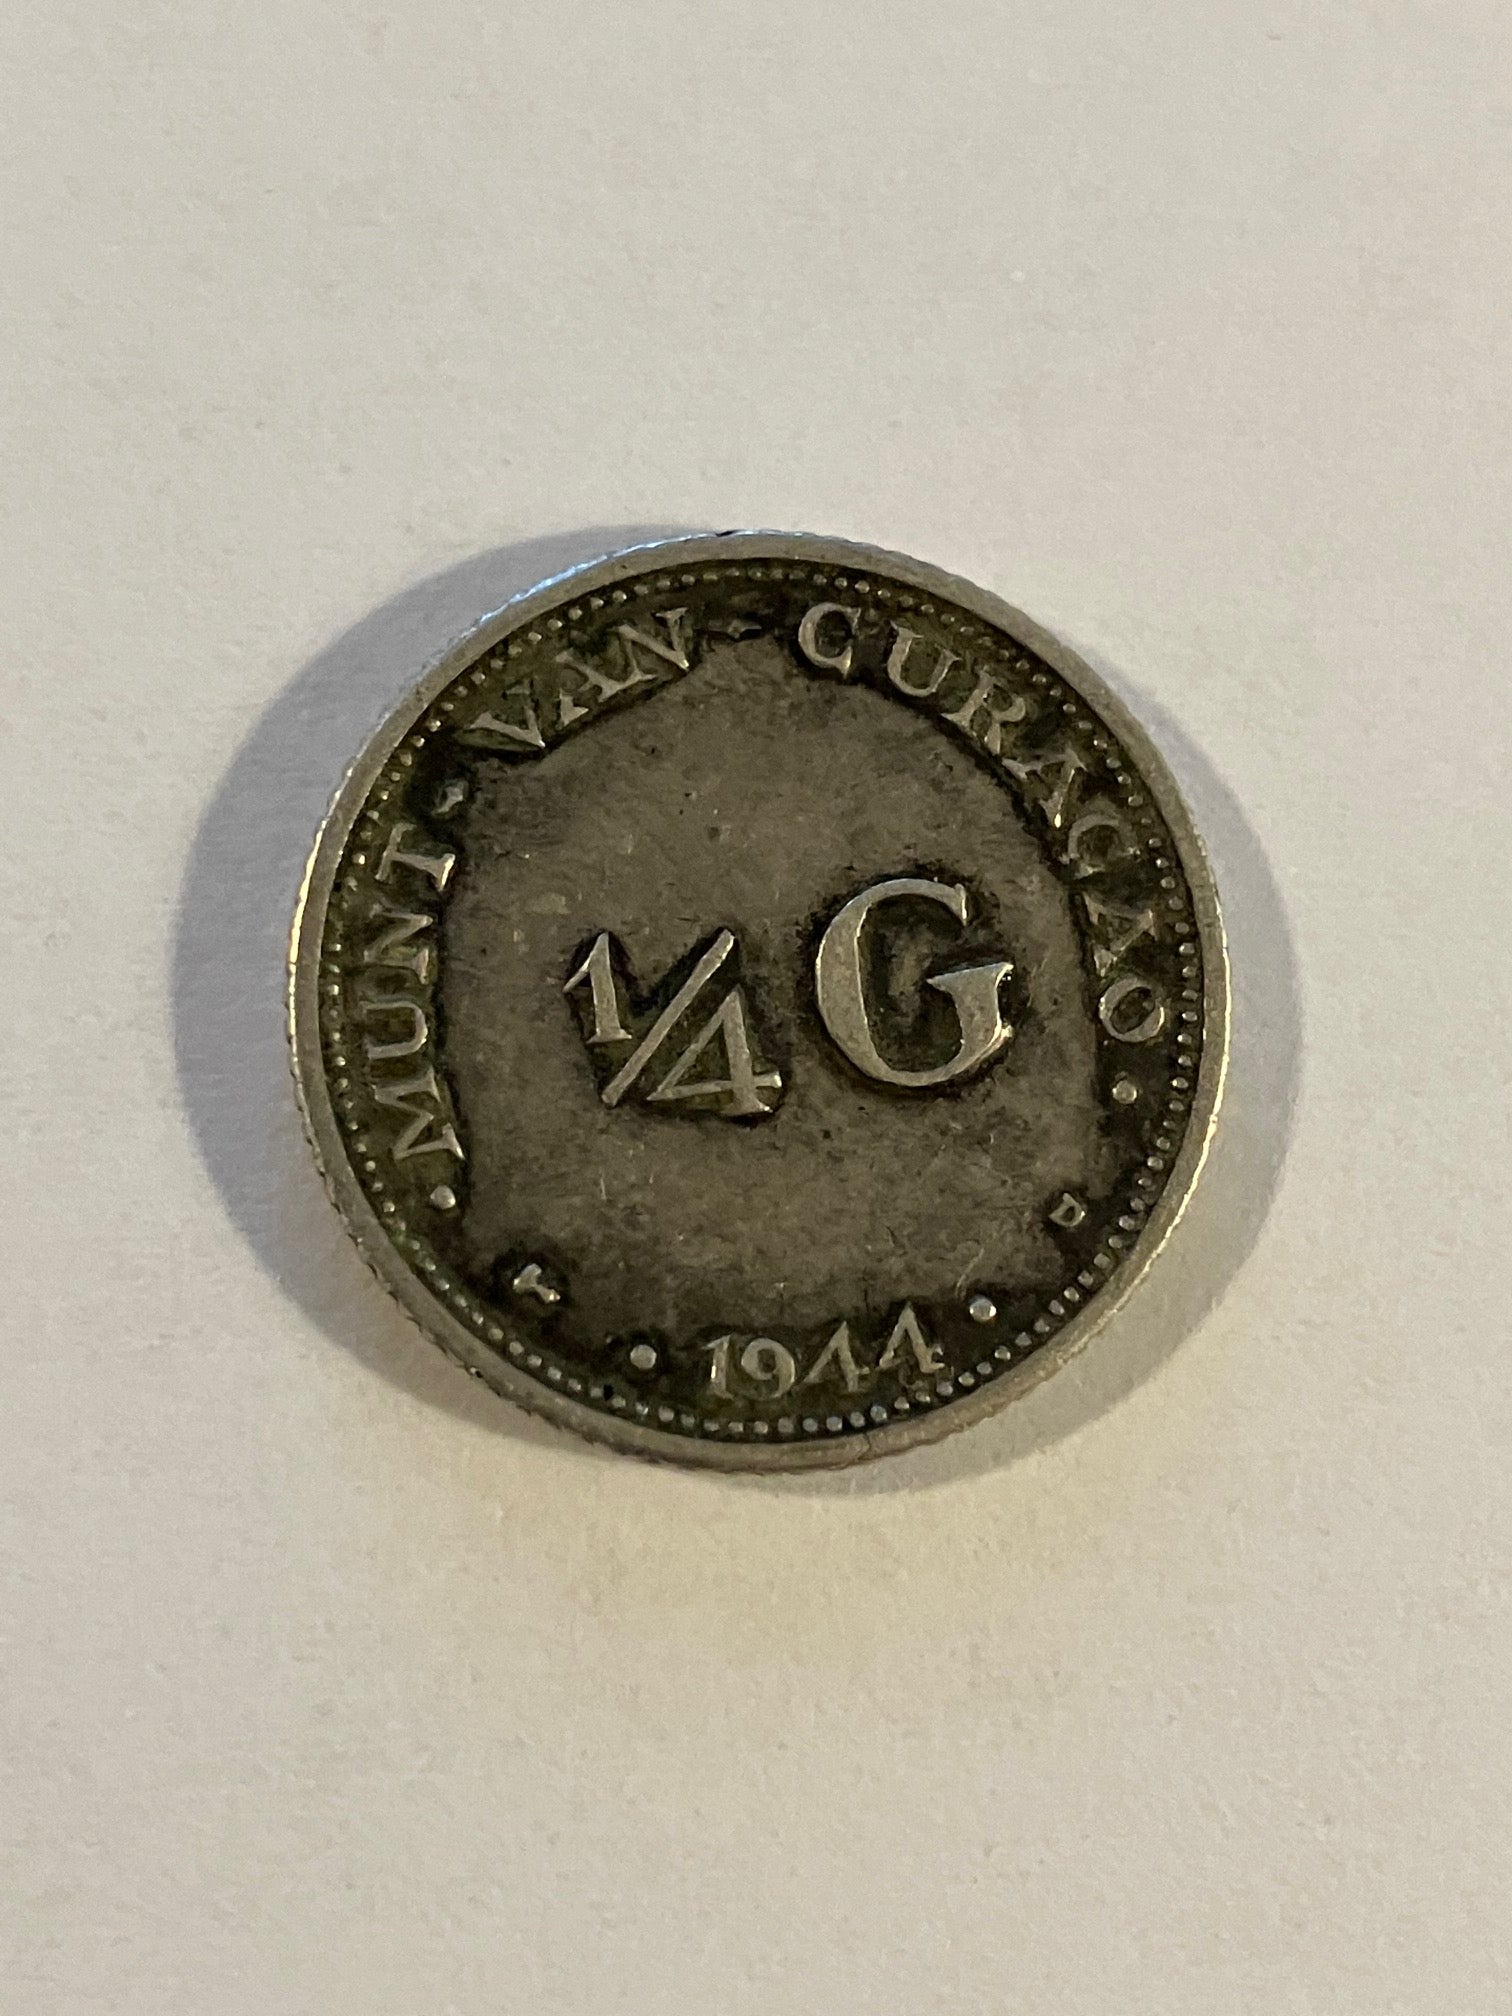 MUNT · VAN · CURAÇAO
1/4 G
D
· 1944 ·